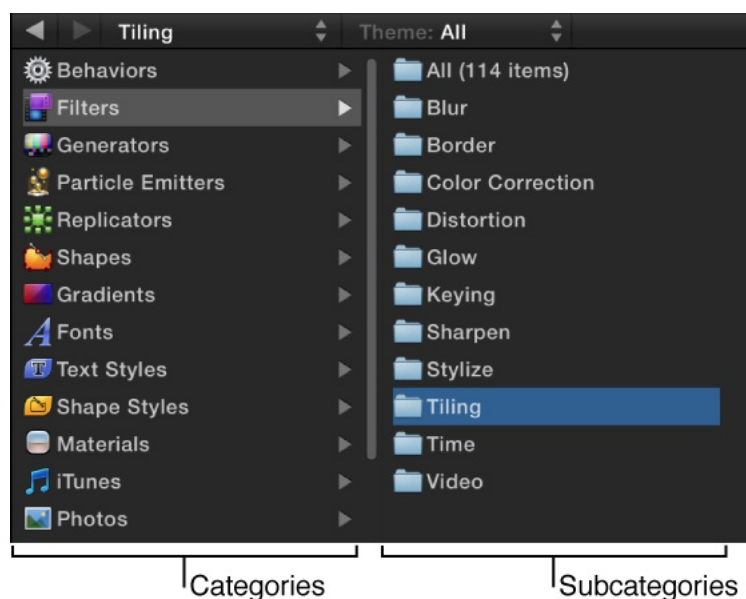 Tiling Theme: All
Behaviors
Filters
Generators
Particle Emitters
Replicators
Shapes
Gradients
Fonts
Text Styles
Shape Styles
Materials
iTunes
Photos
All (114 items)
Blur
Border
Color Correction
Distortion
Glow
Keying
Sharpen
Stylize
Tiling
Time
Video
Categories
Subcategories